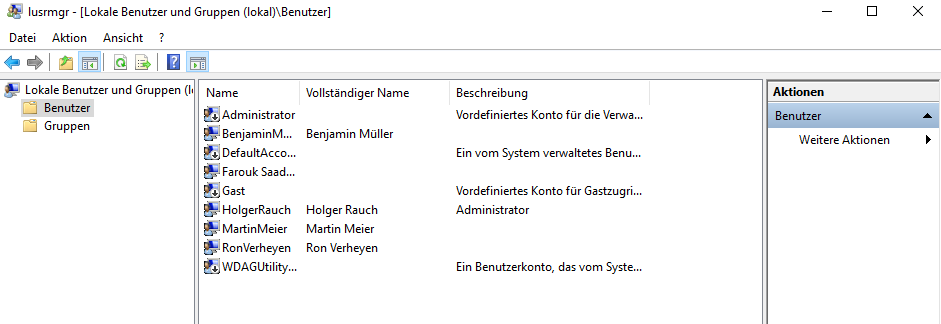 lusrmgr - [Lokale Benutzer und Gruppen (lokal)\Benutzer]
Datei Aktion Ansicht ?
Lokale Benutzer und Gruppen (l
Benutzer
Gruppen
Name Vollständiger Name Beschreibung
Administrator Vordefiniertes Konto für die Verwa...
BenjaminM... Benjamin Müller
DefaultAcco... Ein vom System verwaltetes Benu...
Farouk Saad...
Gast Vordefiniertes Konto für Gastzugri...
HolgerRauch Holger Rauch Administrator
MartinMeier Martin Meier
RonVerheyen Ron Verheyen
WDAGUtility... Ein Benutzerkonto, das vom Syste...
Aktionen
Benutzer
Weitere Aktionen